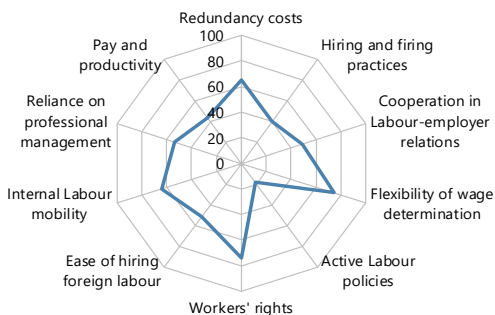 Redundancy costs
Hiring and firing
practices
Cooperation in
Labour-employer
relations
Flexibility of wage
determination
Active Labour
policies
Workers' rights
Ease of hiring
foreign labour
Internal Labour
mobility
Reliance on
professional
management
Pay and
productivity
100
80
60
40
20
0